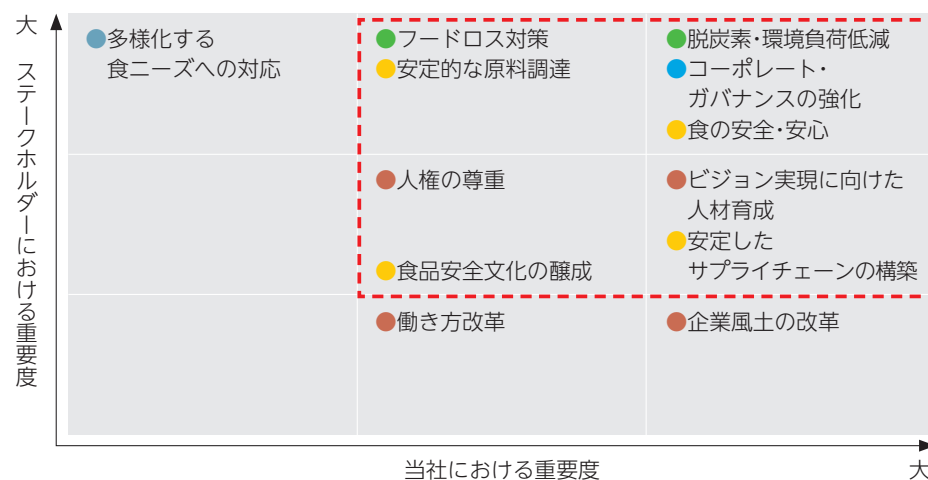 大
ステークホルダーにおける重要度
●多様化する
食ニーズへの対応
●フードロス対策
●安定的な原料調達
●脱炭素・環境負荷低減
●コーポレート・
ガバナンスの強化
●食の安全・安心
●人権の尊重
●食品安全文化の醸成
●ビジョン実現に向けた
人材育成
●安定した
サプライチェーンの構築
●働き方改革
●企業風土の改革
当社における重要度
大